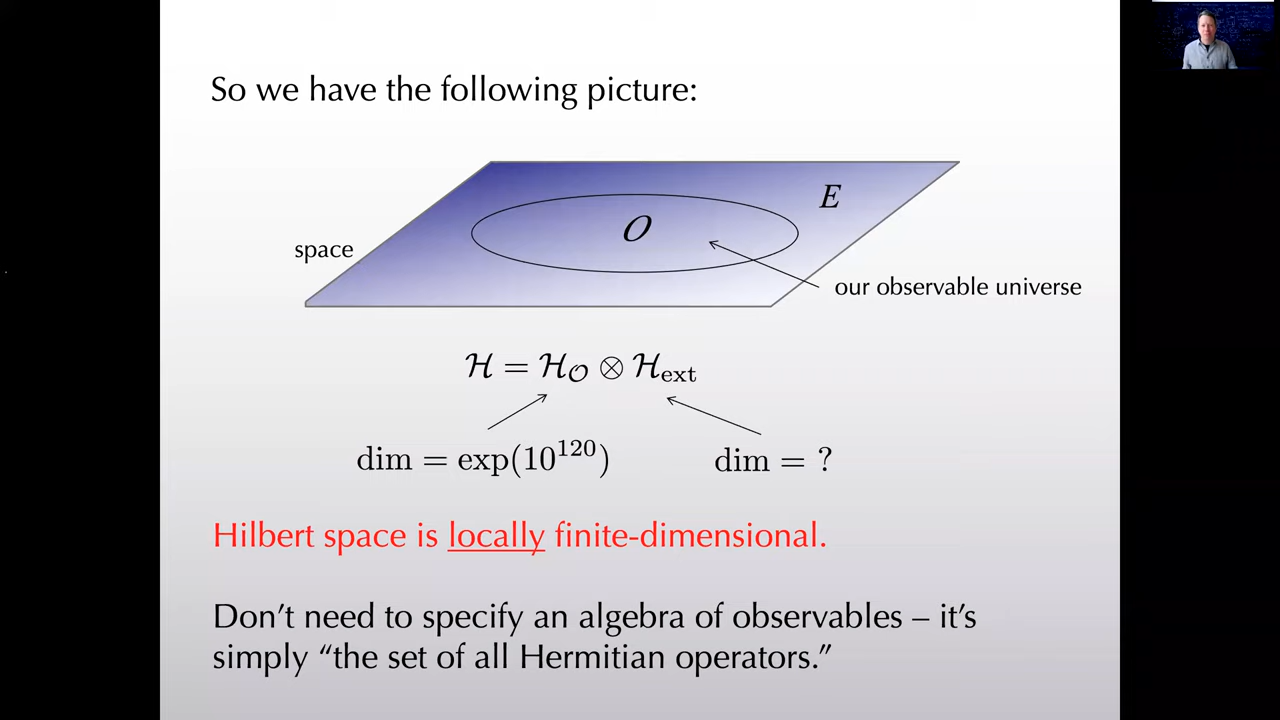 So we have the following picture:
E
O
space
our observable universe
ℋ = ℋ_𝒪 ⊗ ℋ_ext
dim = exp(10^120)
dim = ?
Hilbert space is locally finite-dimensional.
Don’t need to specify an algebra of observables – it’s
simply “the set of all Hermitian operators.”